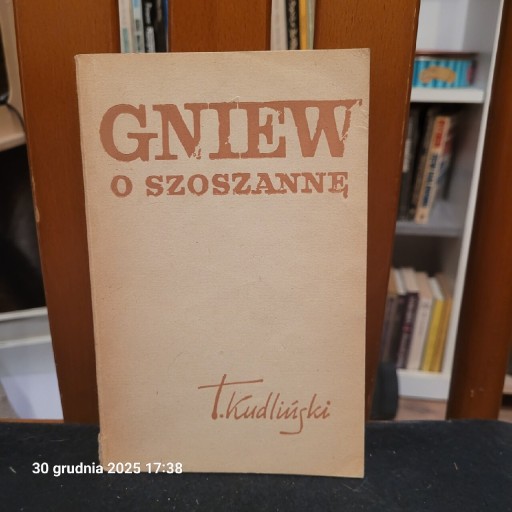 GNIEW
O SZOSZANNĘ
T. Kudliński
30 grudnia 2025 17:38